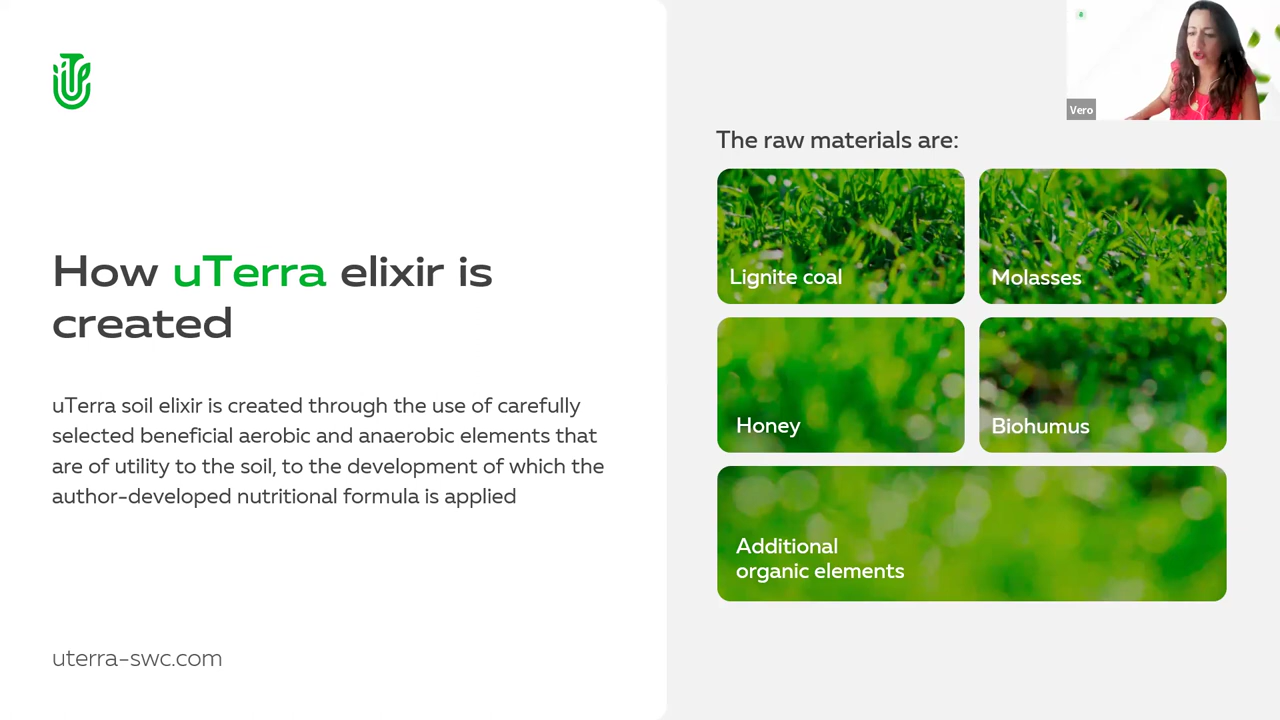 How uTerra elixir is
created
uTerra soil elixir is created through the use of carefully
selected beneficial aerobic and anaerobic elements that
are of utility to the soil, to the development of which the
author-developed nutritional formula is applied
uterra-swc.com
The raw materials are:
Lignite coal
Molasses
Honey
Biohumus
Additional
organic elements
Vero